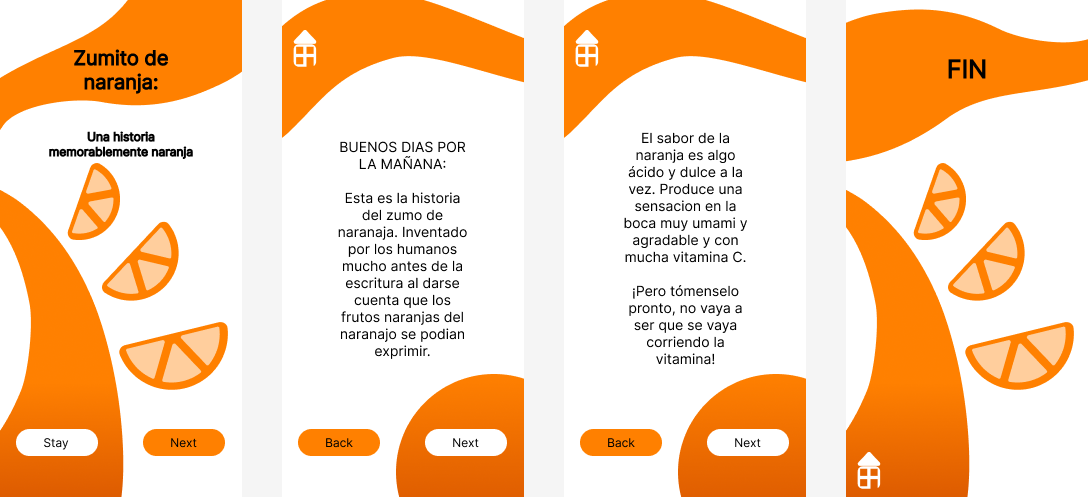 Zumito de
naranja:
Una historia
memorablemente naranja
Stay
Next
BUENOS DIAS POR
LA MAÑANA:
Esta es la historia
del zumo de
naranaja. Inventado
por los humanos
mucho antes de la
escritura al darse
cuenta que los
frutos naranjas del
naranajo se podian
exprimir.
Back
Next
El sabor de la
naranja es algo
ácido y dulce a la
vez. Produce una
sensacion en la
boca muy umami y
agradable y con
mucha vitamina C.
¡Pero tómenselo
pronto, no vaya a
ser que se vaya
corriendo la
vitamina!
Back
Next
FIN